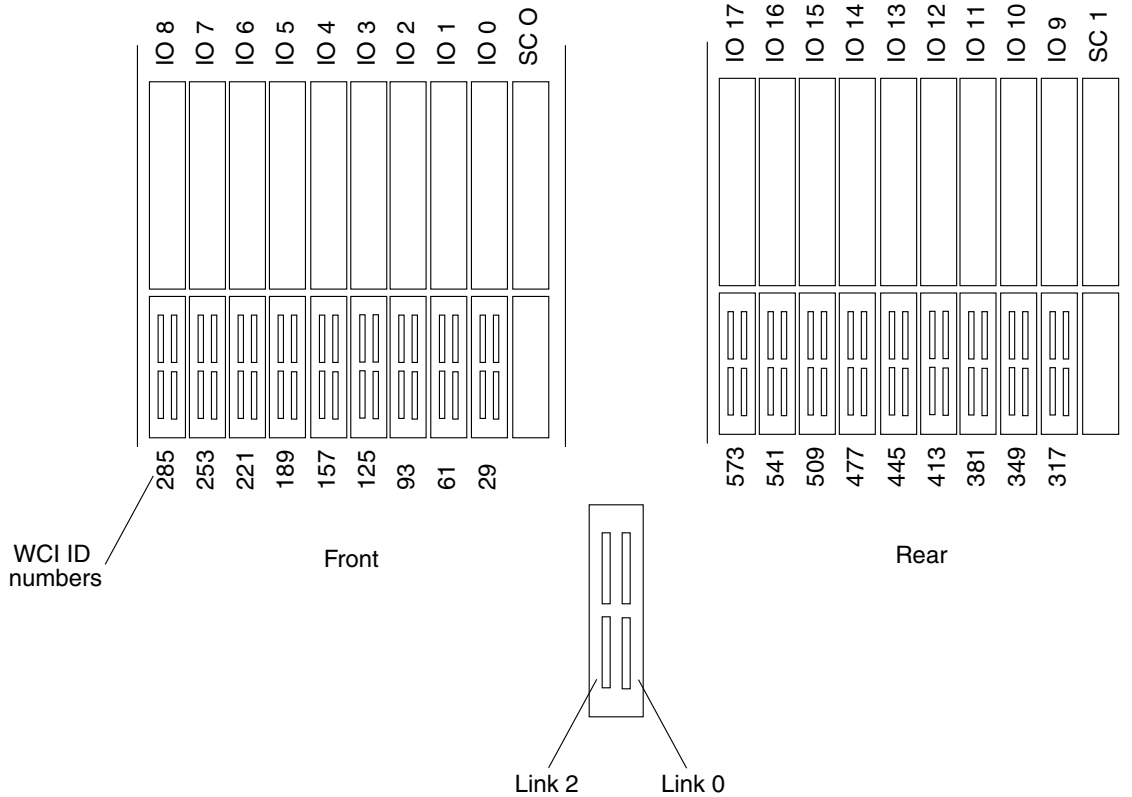 IO 8
IO 7
IO 6
IO 5
IO 4
IO 3
IO 2
IO 1
IO 0
SC O
IO 17
IO 16
IO 15
IO 14
IO 13
IO 12
IO 11
IO 10
IO 9
SC 1
285
253
221
189
157
125
93
61
29
573
541
509
477
445
413
381
349
317
WCI ID
numbers
Front
Rear
Link 2
Link 0